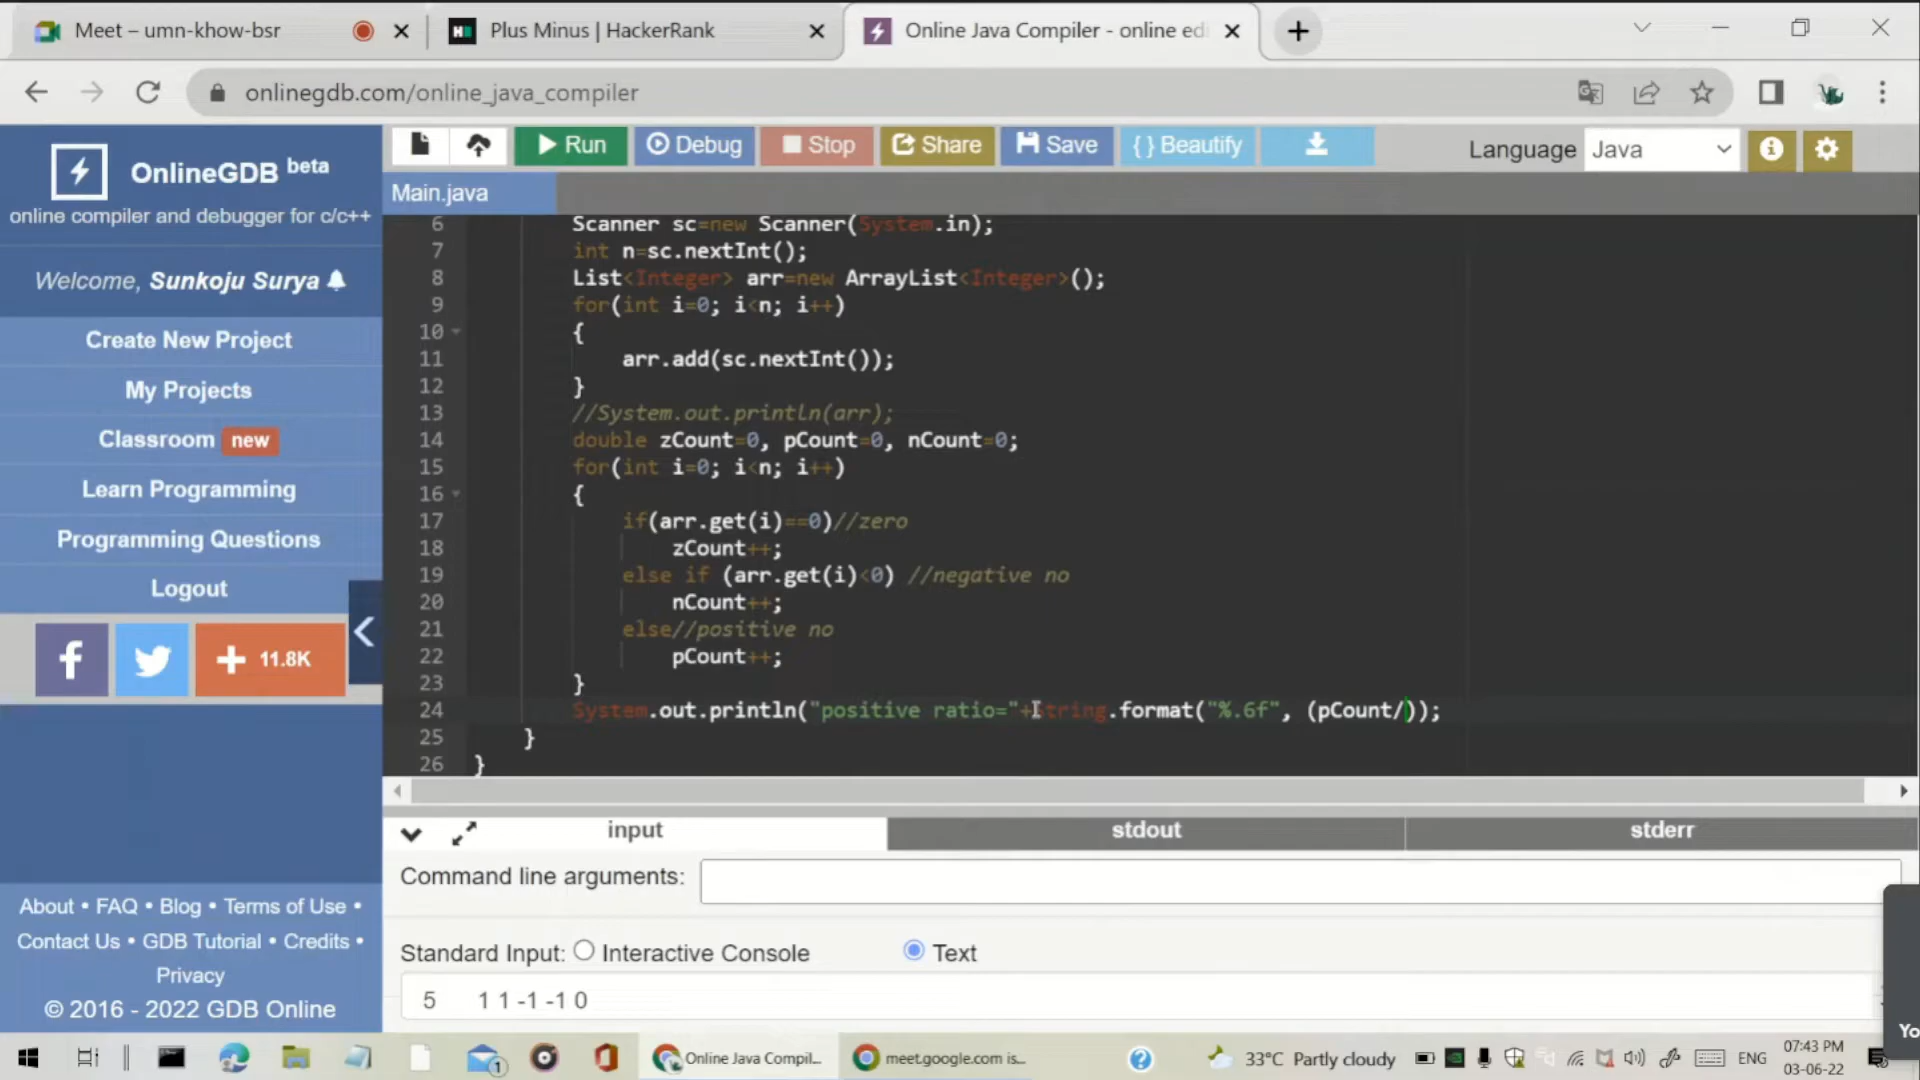 Meet – umn-khow-bsr
Plus Minus | HackerRank
Online Java Compiler - online edi
onlinegdb.com/online_java_compiler
OnlineGDB beta
online compiler and debugger for c/c++
Welcome, Sunkoju Surya
Create New Project
My Projects
Classroom new
Learn Programming
Programming Questions
Logout
11.8K
About • FAQ • Blog • Terms of Use •
Contact Us • GDB Tutorial • Credits •
Privacy
© 2016 - 2022 GDB Online
Run
Debug
Stop
Share
Save
{ } Beautify
Language Java
Main.java
6 Scanner sc=new Scanner(System.in);
7 int n=sc.nextInt();
8 List<Integer> arr=new ArrayList<Integer>();
9 for(int i=0; i<n; i++)
10 {
11 arr.add(sc.nextInt());
12 }
13 //System.out.println(arr);
14 double zCount=0, pCount=0, nCount=0;
15 for(int i=0; i<n; i++)
16 {
17 if(arr.get(i)==0)//zero
18 zCount++;
19 else if (arr.get(i)<0) //negative no
20 nCount++;
21 else//positive no
22 pCount++;
23 }
24 System.out.println("positive ratio="+String.format("%.6f", (pCount/));
25 }
26 }
input
stdout
stderr
Command line arguments:
Standard Input: Interactive Console Text
5 1 1 -1 -1 0
Yo
Online Java Compil...
meet.google.com is...
33°C Partly cloudy
ENG
07:43 PM
03-06-22